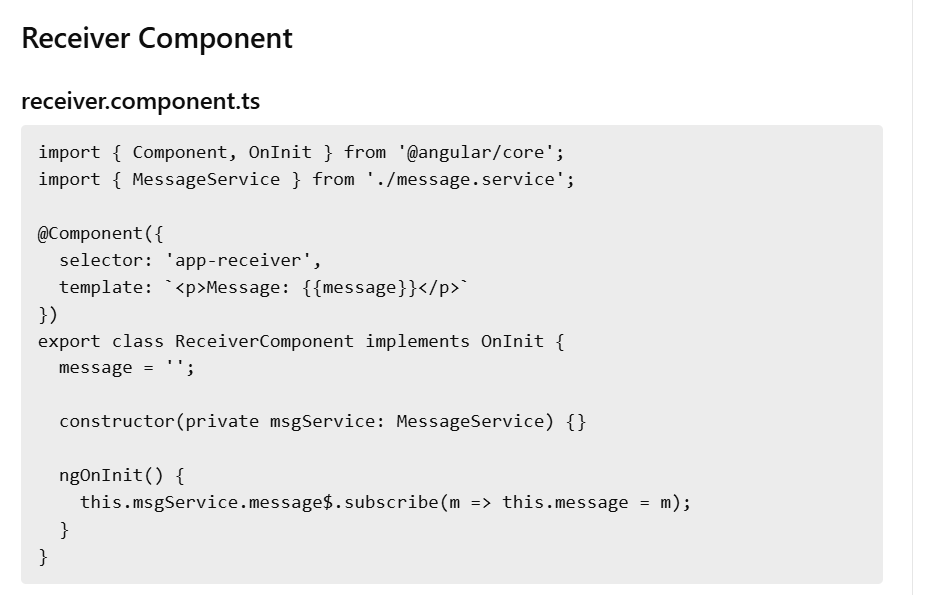 Receiver Component
receiver.component.ts
import { Component, OnInit } from '@angular/core';
import { MessageService } from './message.service';
@Component({
  selector: 'app-receiver',
  template: `<p>Message: {{message}}</p>`
})
export class ReceiverComponent implements OnInit {
  message = '';
  constructor(private msgService: MessageService) {}
  ngOnInit() {
    this.msgService.message$.subscribe(m => this.message = m);
  }
}